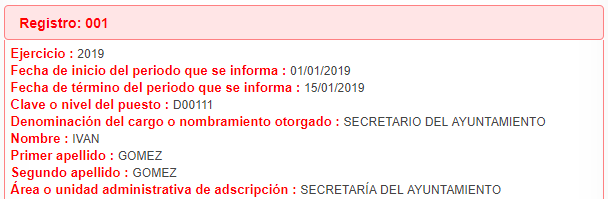 Registro: 001
Ejercicio : 2019
Fecha de inicio del periodo que se informa : 01/01/2019
Fecha de término del periodo que se informa : 15/01/2019
Clave o nivel del puesto : D00111
Denominación del cargo o nombramiento otorgado : SECRETARIO DEL AYUNTAMIENTO
Nombre : IVAN
Primer apellido : GOMEZ
Segundo apellido : GOMEZ
Área o unidad administrativa de adscripción : SECRETARÍA DEL AYUNTAMIENTO